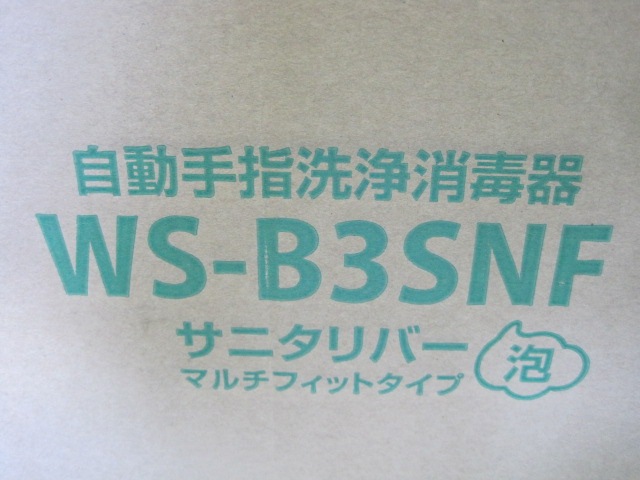 自動手指洗浄消毒器
WS-B3SNF
サニタリバー
マルチフィットタイプ
泡